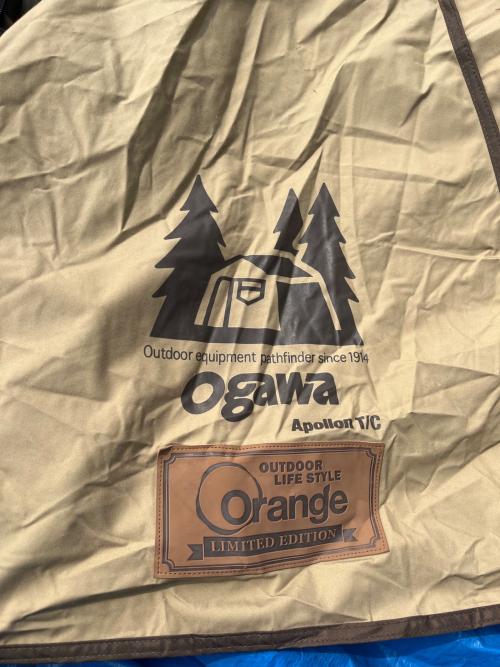 Outdoor equipment pathfinder since 1914
Ogawa
Apollon T/C
OUTDOOR
LIFE STYLE
Orange
LIMITED EDITION